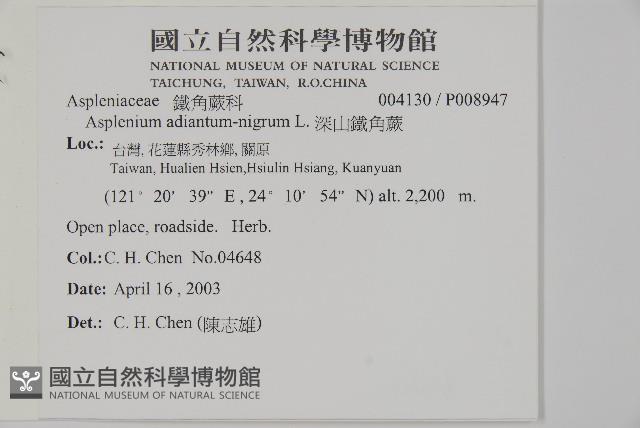 國立自然科學博物館
NATIONAL MUSEUM OF NATURAL SCIENCE
TAICHUNG, TAIWAN, R.O.CHINA
Aspleniaceae 鐵角蕨科 004130 / P008947
Asplenium adiantum-nigrum L. 深山鐵角蕨
Loc.: 台灣, 花蓮縣秀林鄉, 關原
Taiwan, Hualien Hsien,Hsiulin Hsiang, Kuanyuan
(121° 20' 39" E , 24° 10' 54" N) alt. 2,200 m.
Open place, roadside. Herb.
Col.: C. H. Chen No.04648
Date: April 16 , 2003
Det.: C. H. Chen (陳志雄)
國立自然科學博物館
NATIONAL MUSEUM OF NATURAL SCIENCE